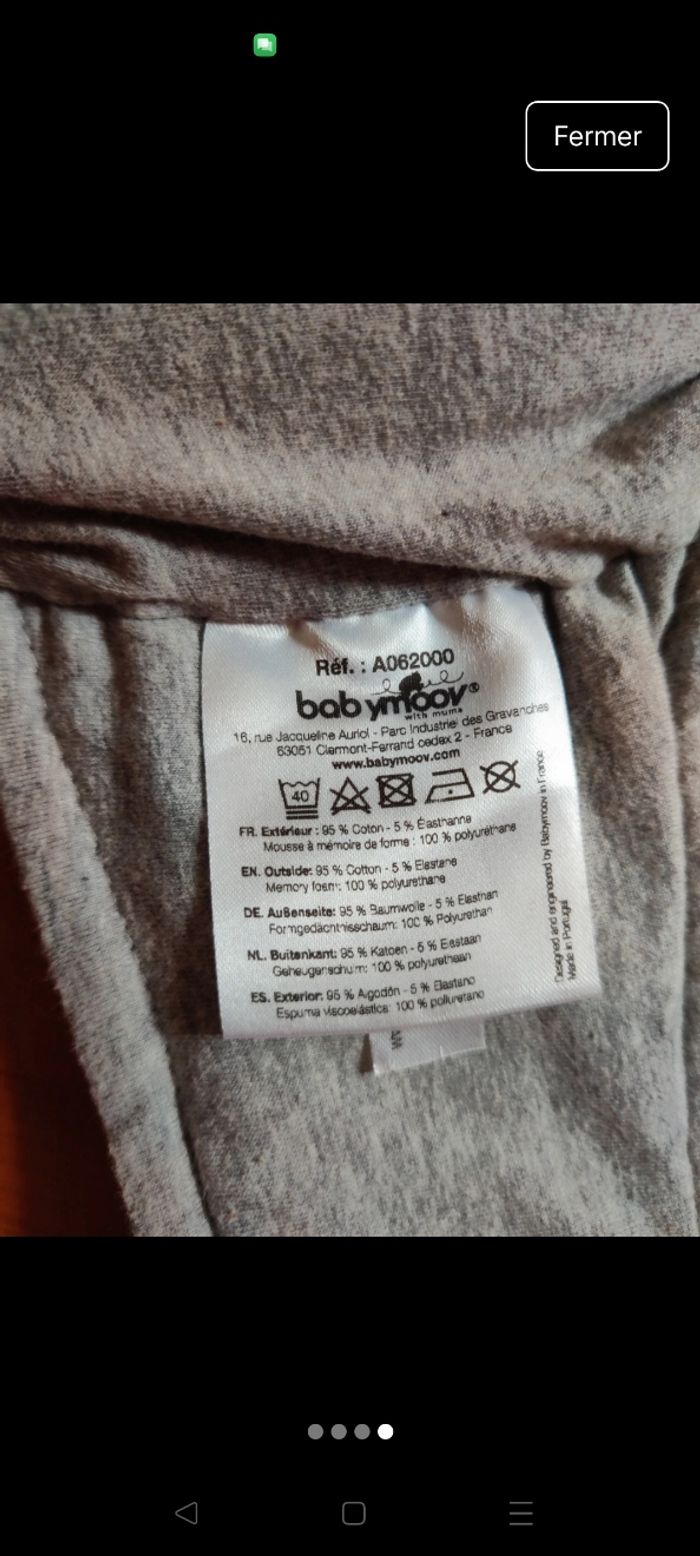 Fermer
Réf. : A062000
babymoov®
with mums
16, rue Jacqueline Auriol - Parc Industriel des Gravanches
63051 Clermont-Ferrand cedex 2 - France
www.babymoov.com
40
FR. Extérieur : 95 % Coton - 5 % Easthanne
Mousse à mémoire de forme : 100 % polyuréthane
EN. Outside: 95 % Cotton - 5 % Elastane
Memory foam: 100 % polyurethane
DE. Außenseite: 95 % Baumwolle - 5 % Elasthan
Formgedächtnisschaum: 100 % Polyurethan
NL. Buitenkant: 95 % Katoen - 5 % Elastaan
Geheugenschuim: 100 % polyurethaan
ES. Exterior: 95 % Algodón - 5 % Elastano
Espuma viscoelástica: 100 % poliuretano
Designed and engineered by Babymoov in France
Made in Portugal